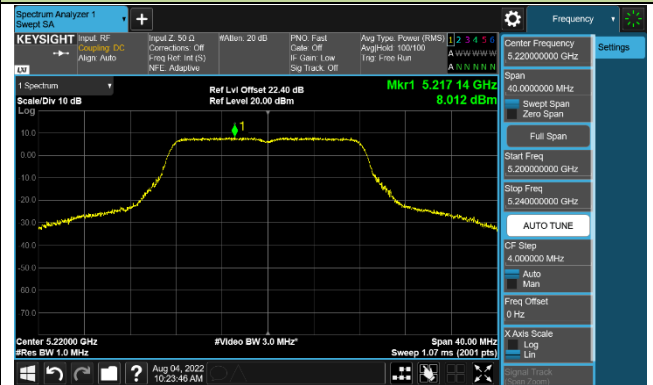 Spectrum Analyzer 1
Swept SA
Frequency
KEYSIGHT
Input: RF
Coupling: DC
Align: Auto
Input Z: 50 Ω
Corrections: Off
Freq Ref: Int (S)
NFE: Adaptive
#Atten: 20 dB
PNO: Fast
Gate: Off
IF Gain: Low
Sig Track: Off
Avg Type: Power (RMS)
Avg|Hold: 100/100
Trig: Free Run
1 2 3 4 5 6
A W W W W W
A N N N N N
LXI
1 Spectrum
Scale/Div 10 dB
Log
Ref Lvl Offset 22.40 dB
Ref Level 20.00 dBm
Mkr1 5.217 14 GHz
8.012 dBm
1
10.0
0.00
-10.0
-20.0
-30.0
-40.0
-50.0
-60.0
-70.0
Center 5.22000 GHz
#Res BW 1.0 MHz
#Video BW 3.0 MHz*
Span 40.00 MHz
Sweep 1.07 ms (2001 pts)
Aug 04, 2022
10:23:46 AM
Settings
Center Frequency
5.220000000 GHz
Span
40.0000000 MHz
Swept Span
Zero Span
Full Span
Start Freq
5.200000000 GHz
Stop Freq
5.240000000 GHz
AUTO TUNE
CF Step
4.000000 MHz
Auto
Man
Freq Offset
0 Hz
X Axis Scale
Log
Lin
Signal Track
(Span Zoom)